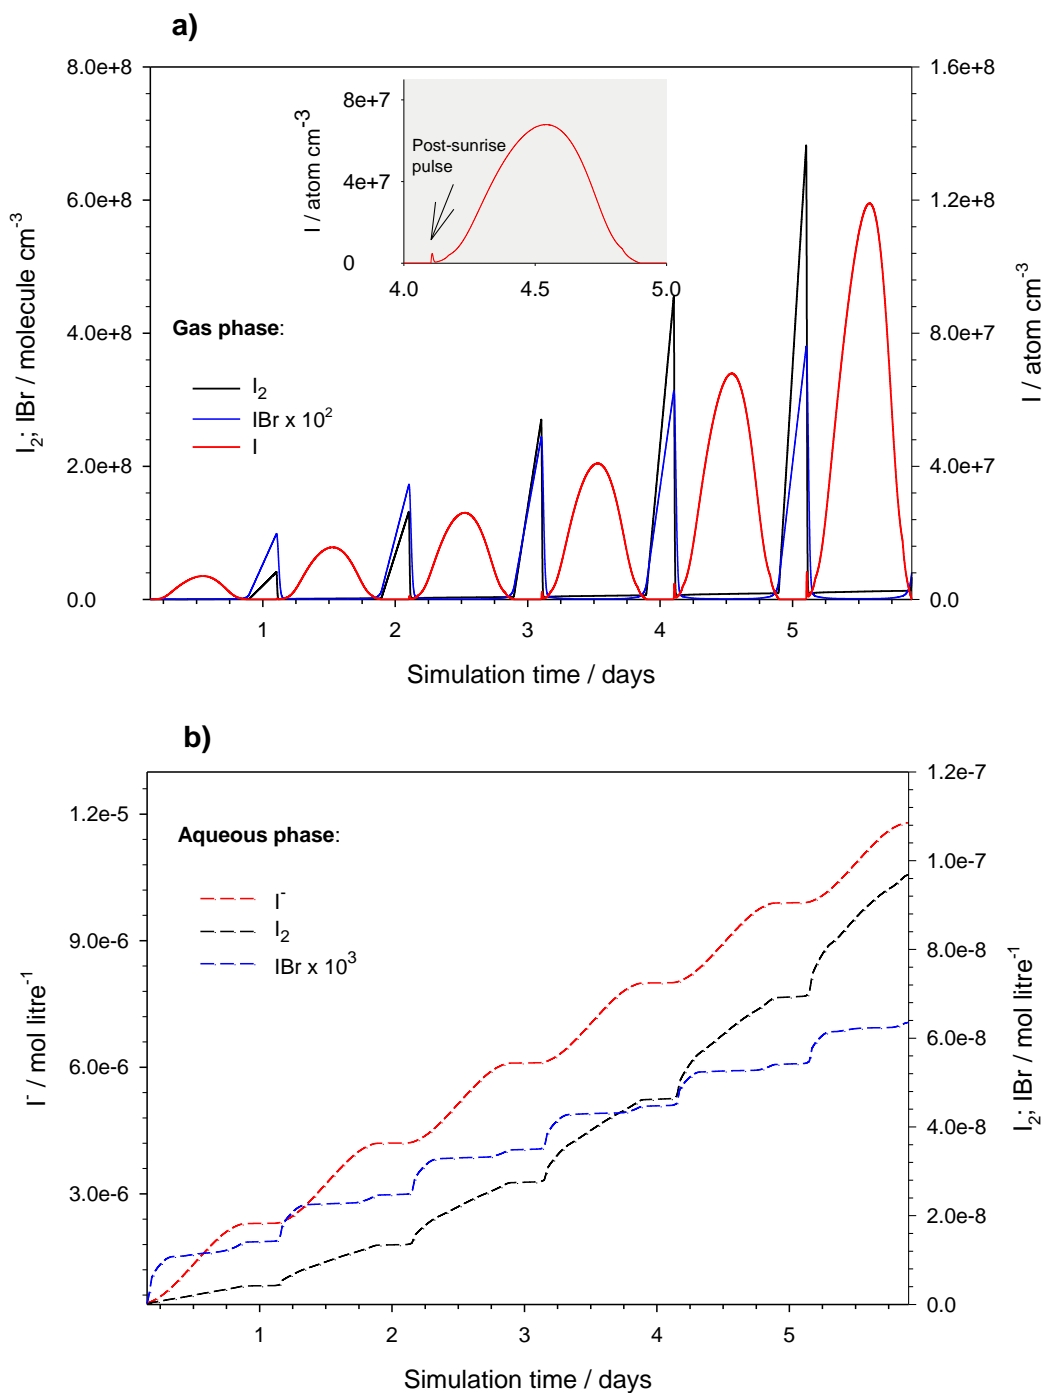 a)
8.0e+8
6.0e+8
4.0e+8
2.0e+8
0.0
I2; IBr / molecule cm-3
1.6e+8
1.2e+8
8.0e+7
4.0e+7
0.0
I / atom cm-3
8e+7
4e+7
0
I / atom cm-3
Post-sunrise
pulse
4.0 4.5 5.0
Gas phase:
I2
IBr x 10^2
I
1 2 3 4 5
Simulation time / days
b)
1.2e-5
9.0e-6
6.0e-6
3.0e-6
I- / mol litre-1
1.2e-7
1.0e-7
8.0e-8
6.0e-8
4.0e-8
2.0e-8
0.0
I2; IBr / mol litre-1
Aqueous phase:
I-
I2
IBr x 10^3
1 2 3 4 5
Simulation time / days